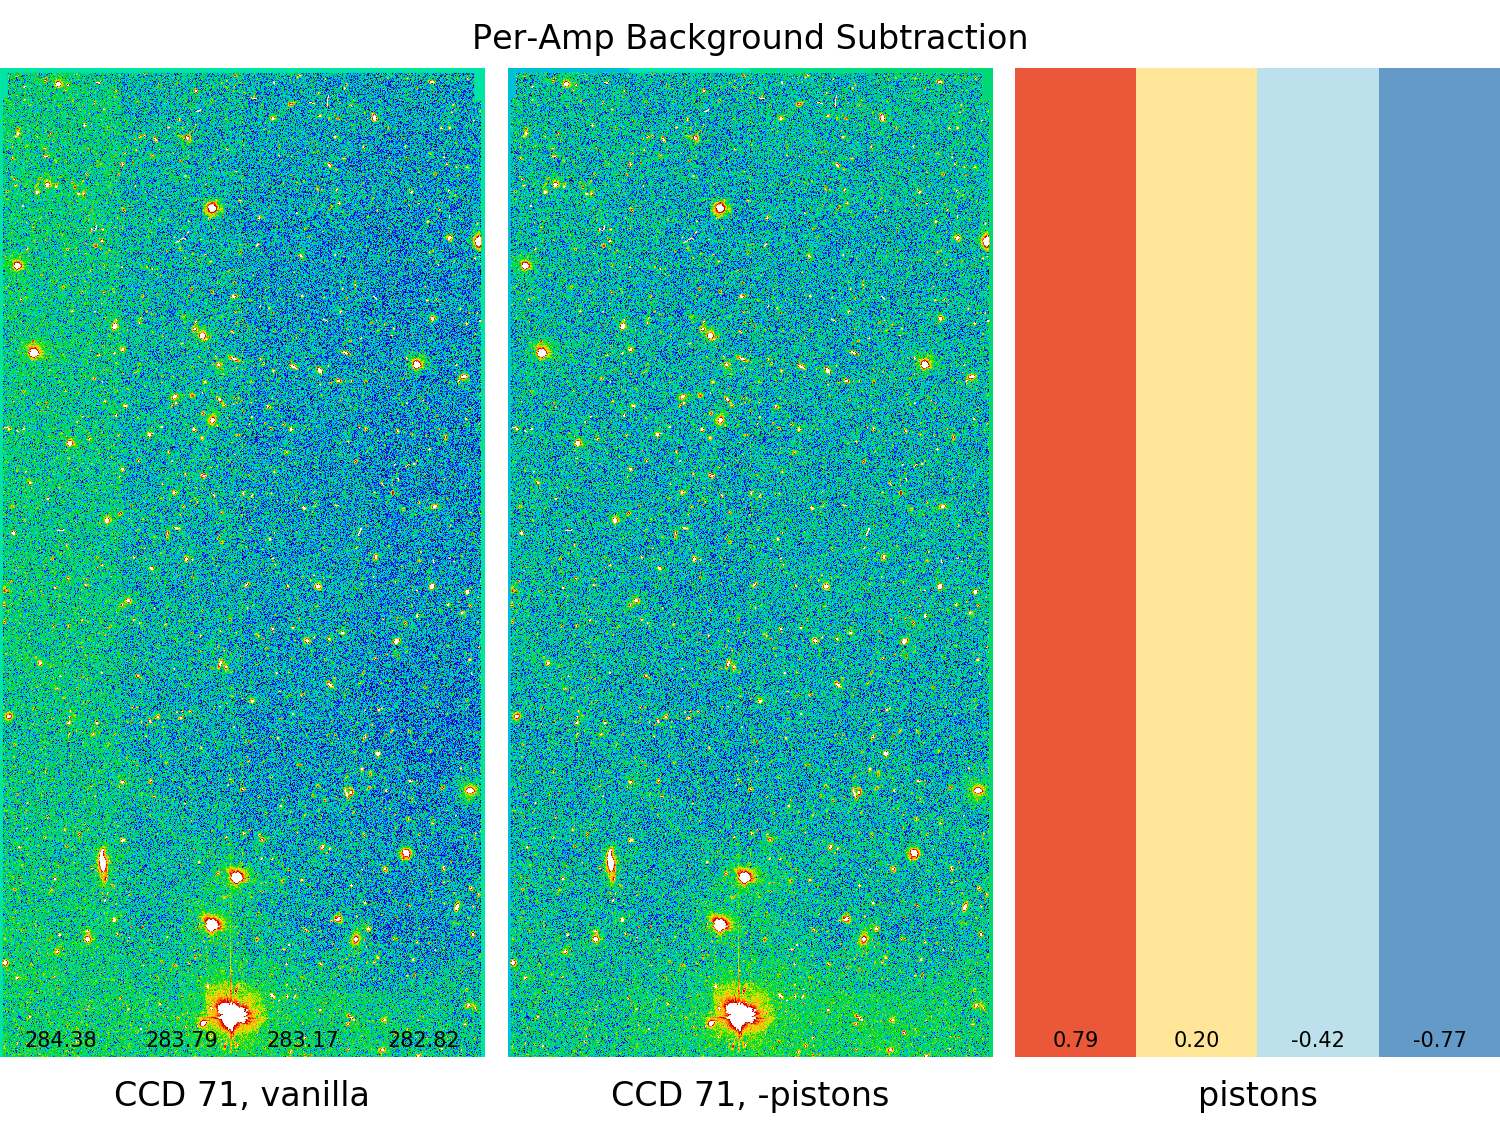 Per-Amp Background Subtraction
284.38 283.79 283.17 282.82
0.79 0.20 -0.42 -0.77
CCD 71, vanilla
CCD 71, -pistons
pistons